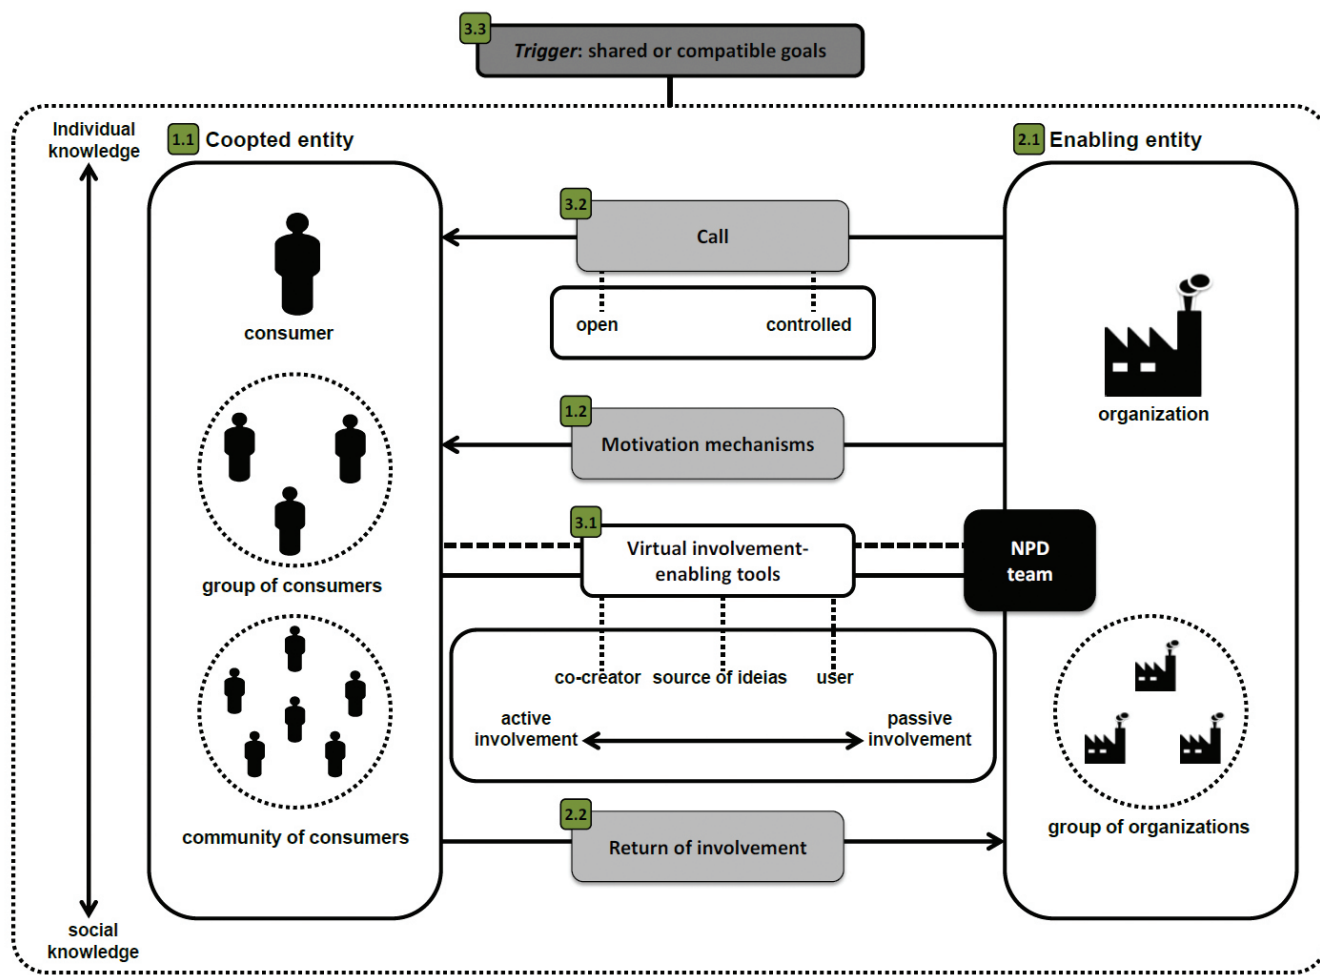 3.3
Trigger: shared or compatible goals
Individual
knowledge
1.1 Coopted entity
2.1 Enabling entity
3.2
Call
open controlled
consumer
organization
1.2
Motivation mechanisms
group of consumers
3.1
Virtual involvement-
enabling tools
NPD
team
co-creator source of ideias user
active
involvement
passive
involvement
community of consumers
group of organizations
2.2
Return of involvement
social
knowledge